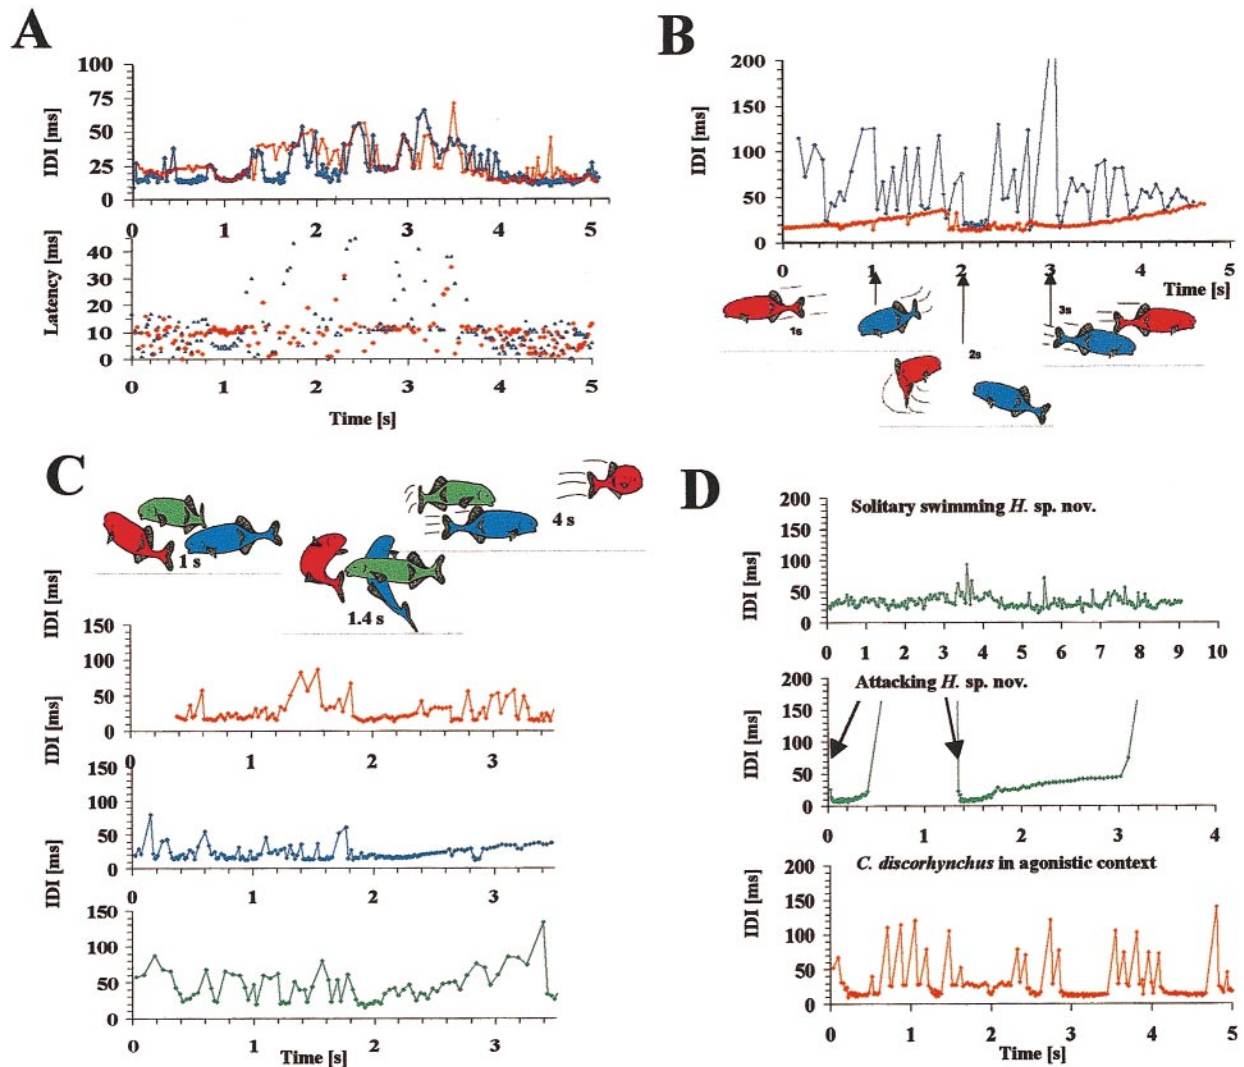 A
100
75
50
25
0
IDI [ms]
0 1 2 3 4 5
40
30
20
10
0
Latency [ms]
0 1 2 3 4 5
Time [s]
B
200
150
100
50
0
IDI [ms]
0 1 2 3 4 5
Time [s]
1s
2s
3s
C
1 s
1.4 s
4 s
IDI [ms]
150
100
50
0
0 1 2 3
IDI [ms]
150
100
50
0
0 1 2 3
IDI [ms]
150
100
50
0
0 1 2 3
Time [s]
D
Solitary swimming H. sp. nov.
200
150
100
50
0
IDI [ms]
0 1 2 3 4 5 6 7 8 9 10
Attacking H. sp. nov.
200
150
100
50
0
IDI [ms]
0 1 2 3 4
C. discorhynchus in agonistic context
200
150
100
50
0
IDI [ms]
0 1 2 3 4 5
Time [s]